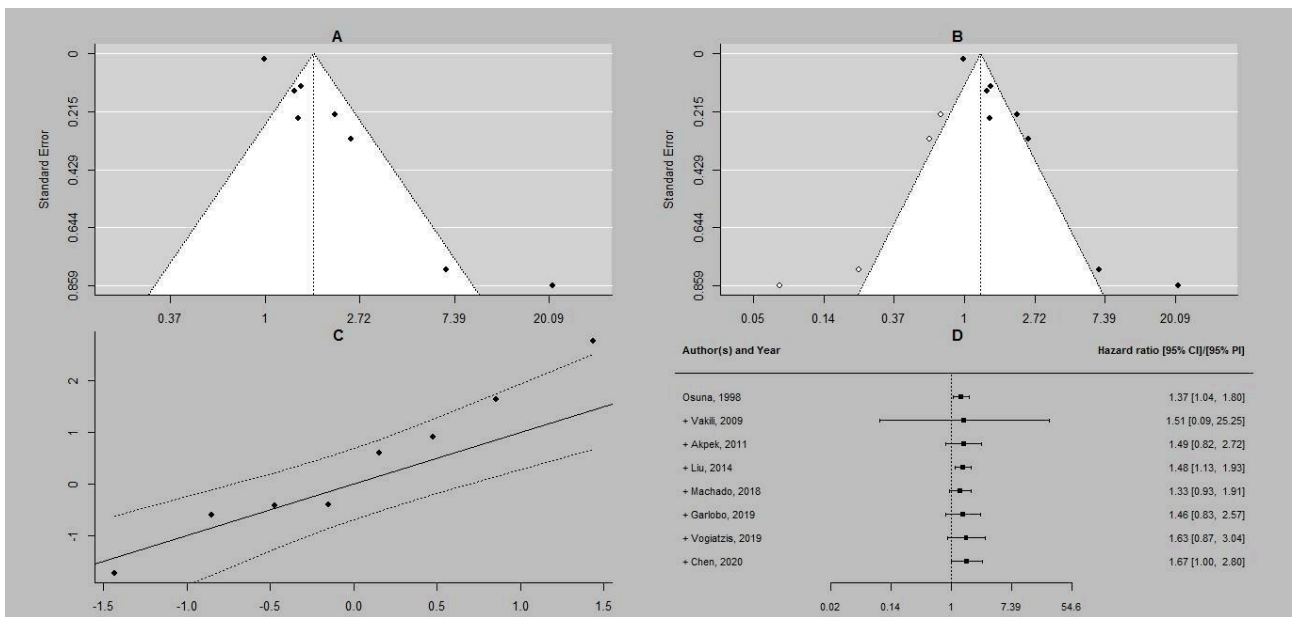 A
Standard Error
0
0.215
0.429
0.644
0.859
0.37 1 2.72 7.39 20.09
B
Standard Error
0
0.215
0.429
0.644
0.859
0.05 0.14 0.37 1 2.72 7.39 20.09
C
2
1
0
-1
-1.5 -1.0 -0.5 0.0 0.5 1.0 1.5
D
Author(s) and Year Hazard ratio [95% CI]/[95% PI]
Osuna, 1998 1.37 [1.04, 1.80]
+ Vakili, 2009 1.51 [0.09, 25.25]
+ Akpek, 2011 1.49 [0.82, 2.72]
+ Liu, 2014 1.48 [1.13, 1.93]
+ Machado, 2018 1.33 [0.93, 1.91]
+ Garlobo, 2019 1.46 [0.83, 2.57]
+ Vogiatzis, 2019 1.63 [0.87, 3.04]
+ Chen, 2020 1.67 [1.00, 2.80]
0.02 0.14 1 7.39 54.6